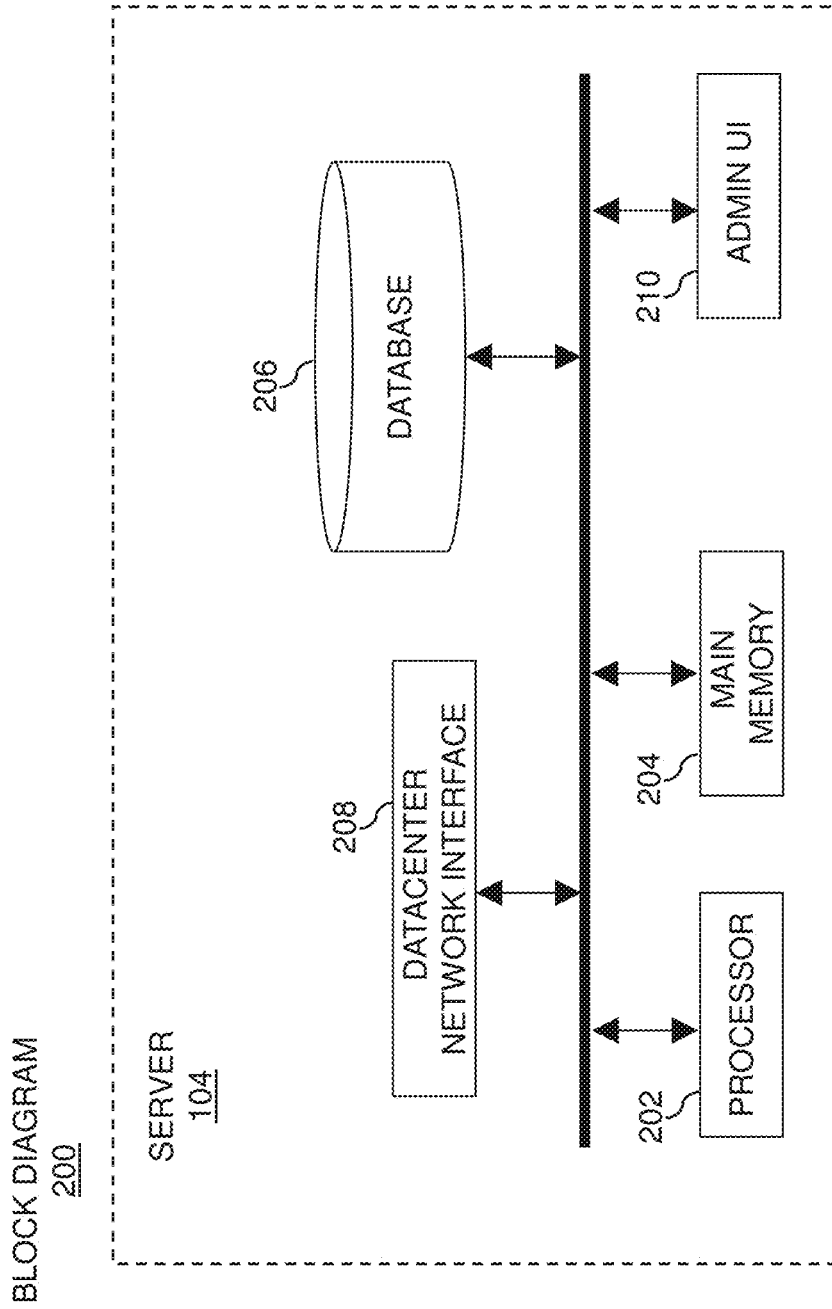 BLOCK DIAGRAM
200
SERVER
104
208
DATACENTER
NETWORK INTERFACE
206
DATABASE
202
PROCESSOR
204
MAIN
MEMORY
210
ADMIN UI